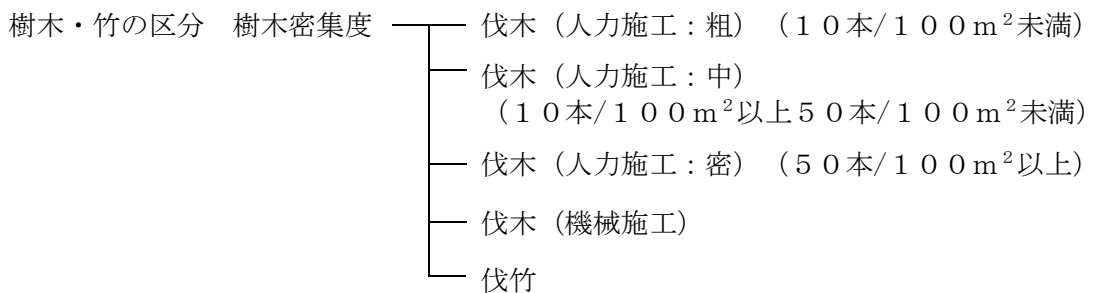 樹木・竹の区分　樹木密集度　伐木（人力施工：粗）（１０本/１００ｍ²未満）
伐木（人力施工：中）
（１０本/１００ｍ²以上５０本/１００ｍ²未満）
伐木（人力施工：密）（５０本/１００ｍ²以上）
伐木（機械施工）
伐竹